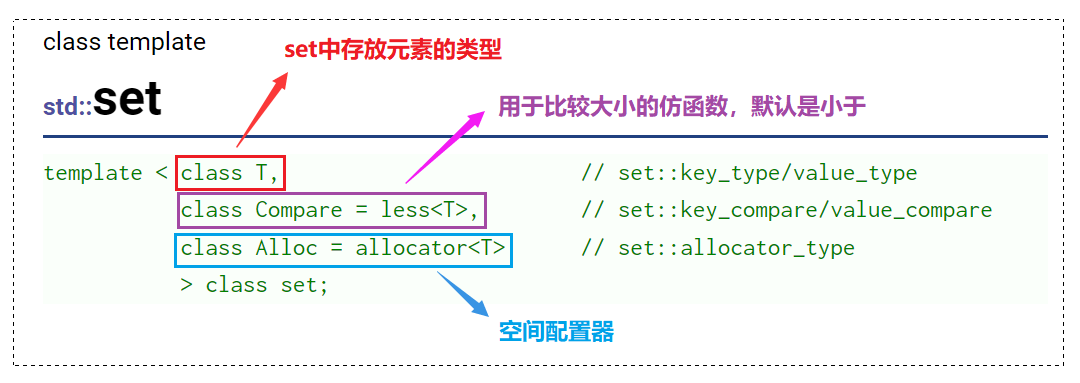 class template
set中存放元素的类型
std::set
用于比较大小的仿函数，默认是小于
template < class T, // set::key_type/value_type
class Compare = less<T>, // set::key_compare/value_compare
class Alloc = allocator<T> // set::allocator_type
> class set;
空间配置器